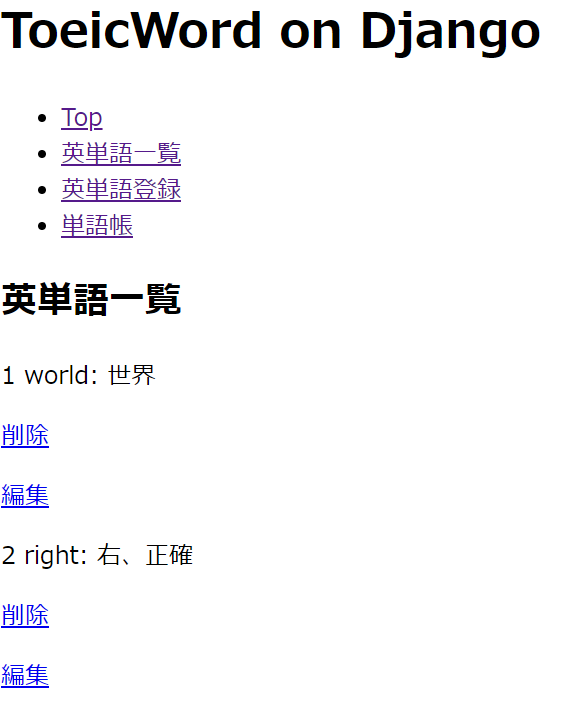 ToeicWord on Django
Top
英単語一覧
英単語登録
単語帳
英単語一覧
1 world: 世界
削除
編集
2 right: 右、正確
削除
編集